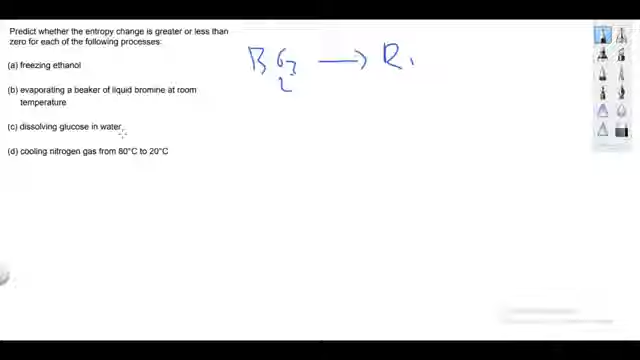 Predict whether the entropy change is greater or less than
zero for each of the following processes:
(a) freezing ethanol
(b) evaporating a beaker of liquid bromine at room
temperature
(c) dissolving glucose in water
(d) cooling nitrogen gas from 80°C to 20°C